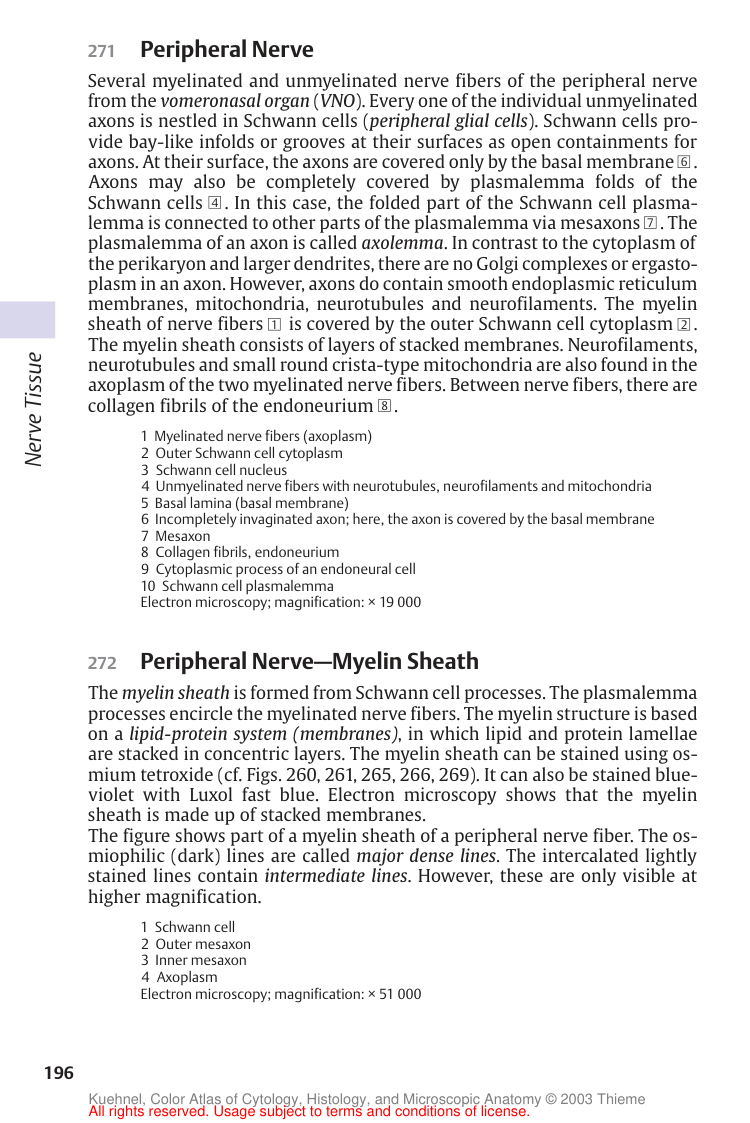 271 Peripheral Nerve
Several myelinated and unmyelinated nerve fibers of the peripheral nerve
from the vomeronasal organ (VNO). Every one of the individual unmyelinated
axons is nestled in Schwann cells (peripheral glial cells). Schwann cells pro-
vide bay-like infolds or grooves at their surfaces as open containments for
axons. At their surface, the axons are covered only by the basal membrane 6 .
Axons may also be completely covered by plasmalemma folds of the
Schwann cells 4 . In this case, the folded part of the Schwann cell plasma-
lemma is connected to other parts of the plasmalemma via mesaxons 7 . The
plasmalemma of an axon is called axolemma. In contrast to the cytoplasm of
the perikaryon and larger dendrites, there are no Golgi complexes or ergasto-
plasm in an axon. However, axons do contain smooth endoplasmic reticulum
membranes, mitochondria, neurotubules and neurofilaments. The myelin
sheath of nerve fibers 1 is covered by the outer Schwann cell cytoplasm 2 .
The myelin sheath consists of layers of stacked membranes. Neurofilaments,
neurotubules and small round crista-type mitochondria are also found in the
axoplasm of the two myelinated nerve fibers. Between nerve fibers, there are
collagen fibrils of the endoneurium 8 .
1 Myelinated nerve fibers (axoplasm)
2 Outer Schwann cell cytoplasm
3 Schwann cell nucleus
4 Unmyelinated nerve fibers with neurotubules, neurofilaments and mitochondria
5 Basal lamina (basal membrane)
6 Incompletely invaginated axon; here, the axon is covered by the basal membrane
7 Mesaxon
8 Collagen fibrils, endoneurium
9 Cytoplasmic process of an endoneural cell
10 Schwann cell plasmalemma
Electron microscopy; magnification: × 19 000
Nerve Tissue
272 Peripheral Nerve—Myelin Sheath
The myelin sheath is formed from Schwann cell processes. The plasmalemma
processes encircle the myelinated nerve fibers. The myelin structure is based
on a lipid-protein system (membranes), in which lipid and protein lamellae
are stacked in concentric layers. The myelin sheath can be stained using os-
mium tetroxide (cf. Figs. 260, 261, 265, 266, 269). It can also be stained blue-
violet with Luxol fast blue. Electron microscopy shows that the myelin
sheath is made up of stacked membranes.
The figure shows part of a myelin sheath of a peripheral nerve fiber. The os-
miophilic (dark) lines are called major dense lines. The intercalated lightly
stained lines contain intermediate lines. However, these are only visible at
higher magnification.
1 Schwann cell
2 Outer mesaxon
3 Inner mesaxon
4 Axoplasm
Electron microscopy; magnification: × 51 000
196
Kuehnel, Color Atlas of Cytology, Histology, and Microscopic Anatomy © 2003 Thieme
All rights reserved. Usage subject to terms and conditions of license.